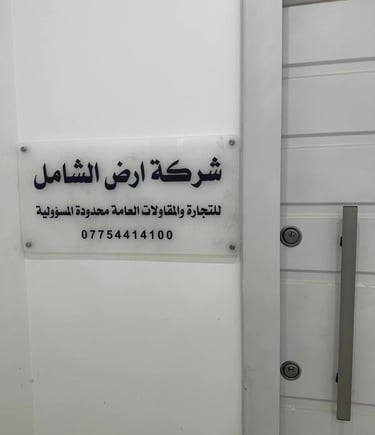 شركة ارض الشامل
للتجارة والمقاولات العامة محدودة المسؤولية
07754414100